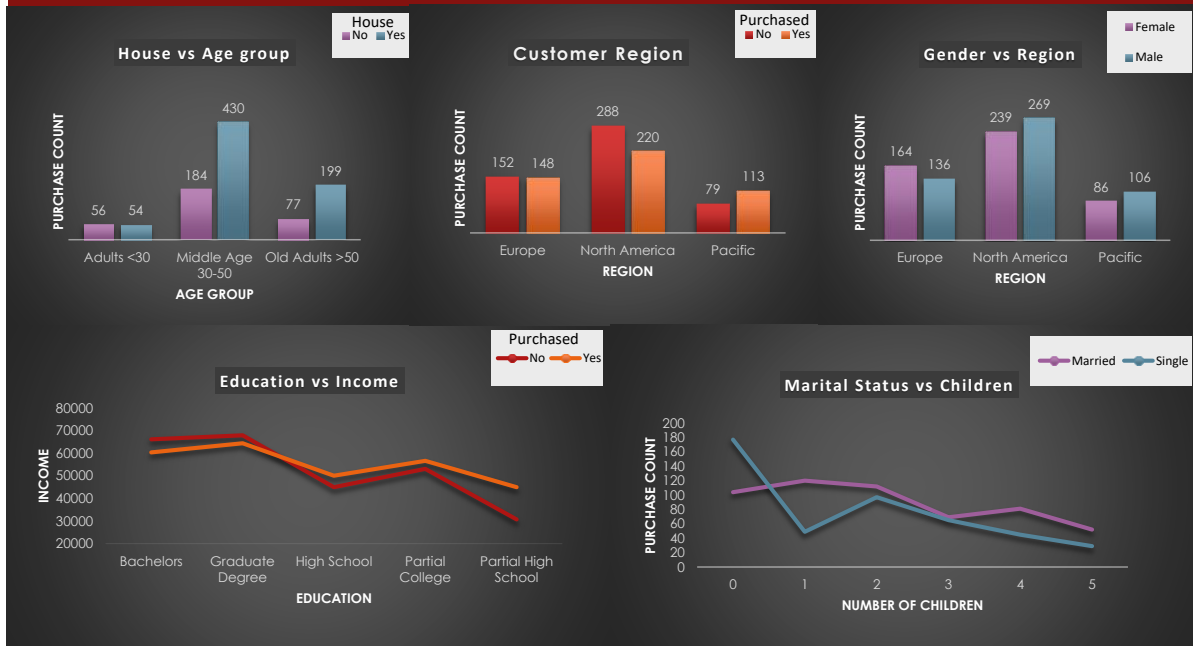 House vs Age group
House
No Yes
PURCHASE COUNT
56 54
184 430
77 199
Adults <30
Middle Age
30-50
Old Adults >50
AGE GROUP
Customer Region
Purchased
No Yes
PURCHASE COUNT
152 148
288 220
79 113
Europe
North America
Pacific
REGION
Gender vs Region
Female
Male
PURCHASE COUNT
164 136
239 269
86 106
Europe
North America
Pacific
REGION
Education vs Income
Purchased
No Yes
INCOME
80000
70000
60000
50000
40000
30000
20000
Bachelors
Graduate
Degree
High School
Partial
College
Partial High
School
EDUCATION
Marital Status vs Children
Married Single
PURCHASE COUNT
200
180
160
140
120
100
80
60
40
20
0
0 1 2 3 4 5
NUMBER OF CHILDREN